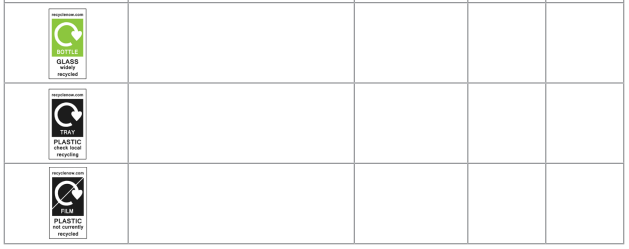 recyclenow.com
BOTTLE
GLASS
widely
recycled
recyclenow.com
TRAY
PLASTIC
check local
recycling
recyclenow.com
FILM
PLASTIC
not currently
recycled